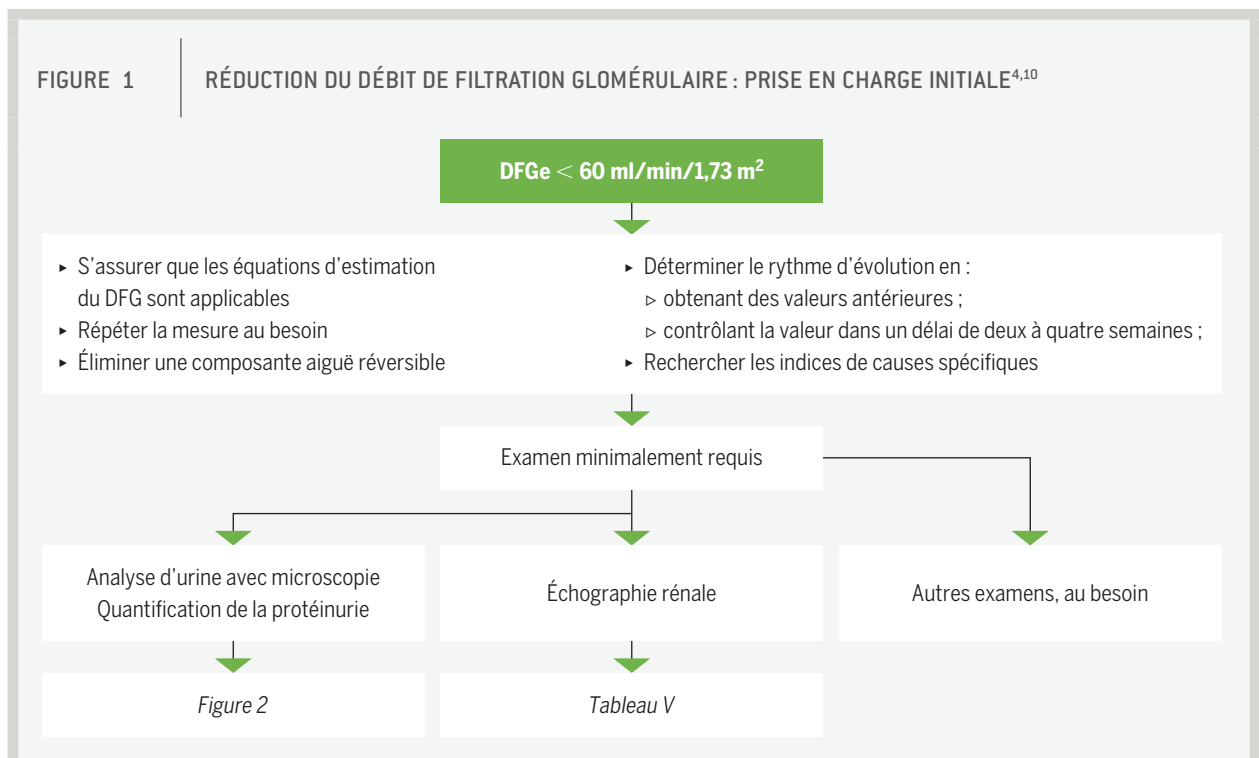 FIGURE 1
RÉDUCTION DU DÉBIT DE FILTRATION GLOMÉRULAIRE : PRISE EN CHARGE INITIALE4,10
DFGe < 60 ml/min/1,73 m²
▸ S'assurer que les équations d'estimation
du DFG sont applicables
▸ Répéter la mesure au besoin
▸ Éliminer une composante aiguë réversible
▸ Déterminer le rythme d'évolution en :
▹ obtenant des valeurs antérieures ;
▹ contrôlant la valeur dans un délai de deux à quatre semaines ;
▸ Rechercher les indices de causes spécifiques
Examen minimalement requis
Analyse d'urine avec microscopie
Quantification de la protéinurie
Échographie rénale
Autres examens, au besoin
Figure 2
Tableau V